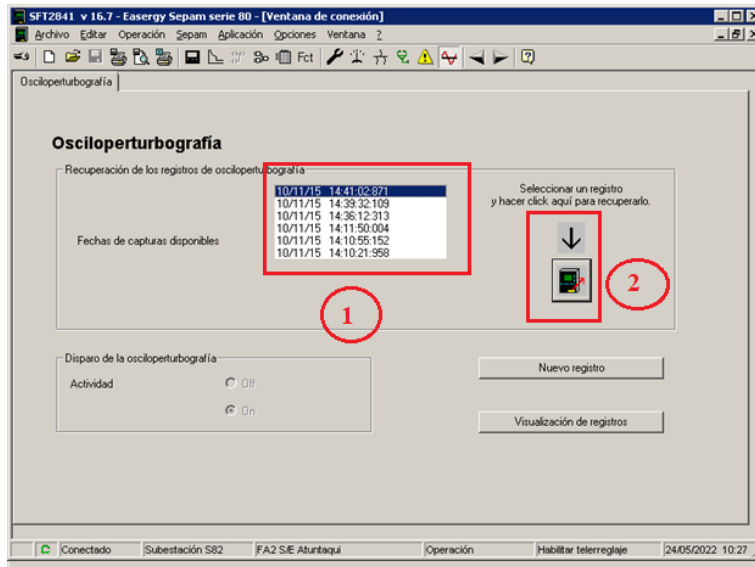 SFT2841 v 16.7 - Easergy Sepam serie 80 - [Ventana de conexión]
Archivo Editar Operación Sepam Aplicación Opciones Ventana ?
Fct
Osciloperturbografía
Osciloperturbografía
Recuperación de los registros de osciloperturbografía
10/11/15 14:41:02:871
10/11/15 14:39:32:109
10/11/15 14:36:12:313
10/11/15 14:11:50:004
10/11/15 14:10:55:152
10/11/15 14:10:21:958
Fechas de capturas disponibles
Seleccionar un registro
y hacer click aquí para recuperarlo.
1
2
Disparo de la osciloperturbografía
Actividad
Off
On
Nuevo registro
Visualización de registros
Conectado Subestación S82 FA2 S/E Atuntaqui Operación Habilitar telerreglaje 24/05/2022 10:27